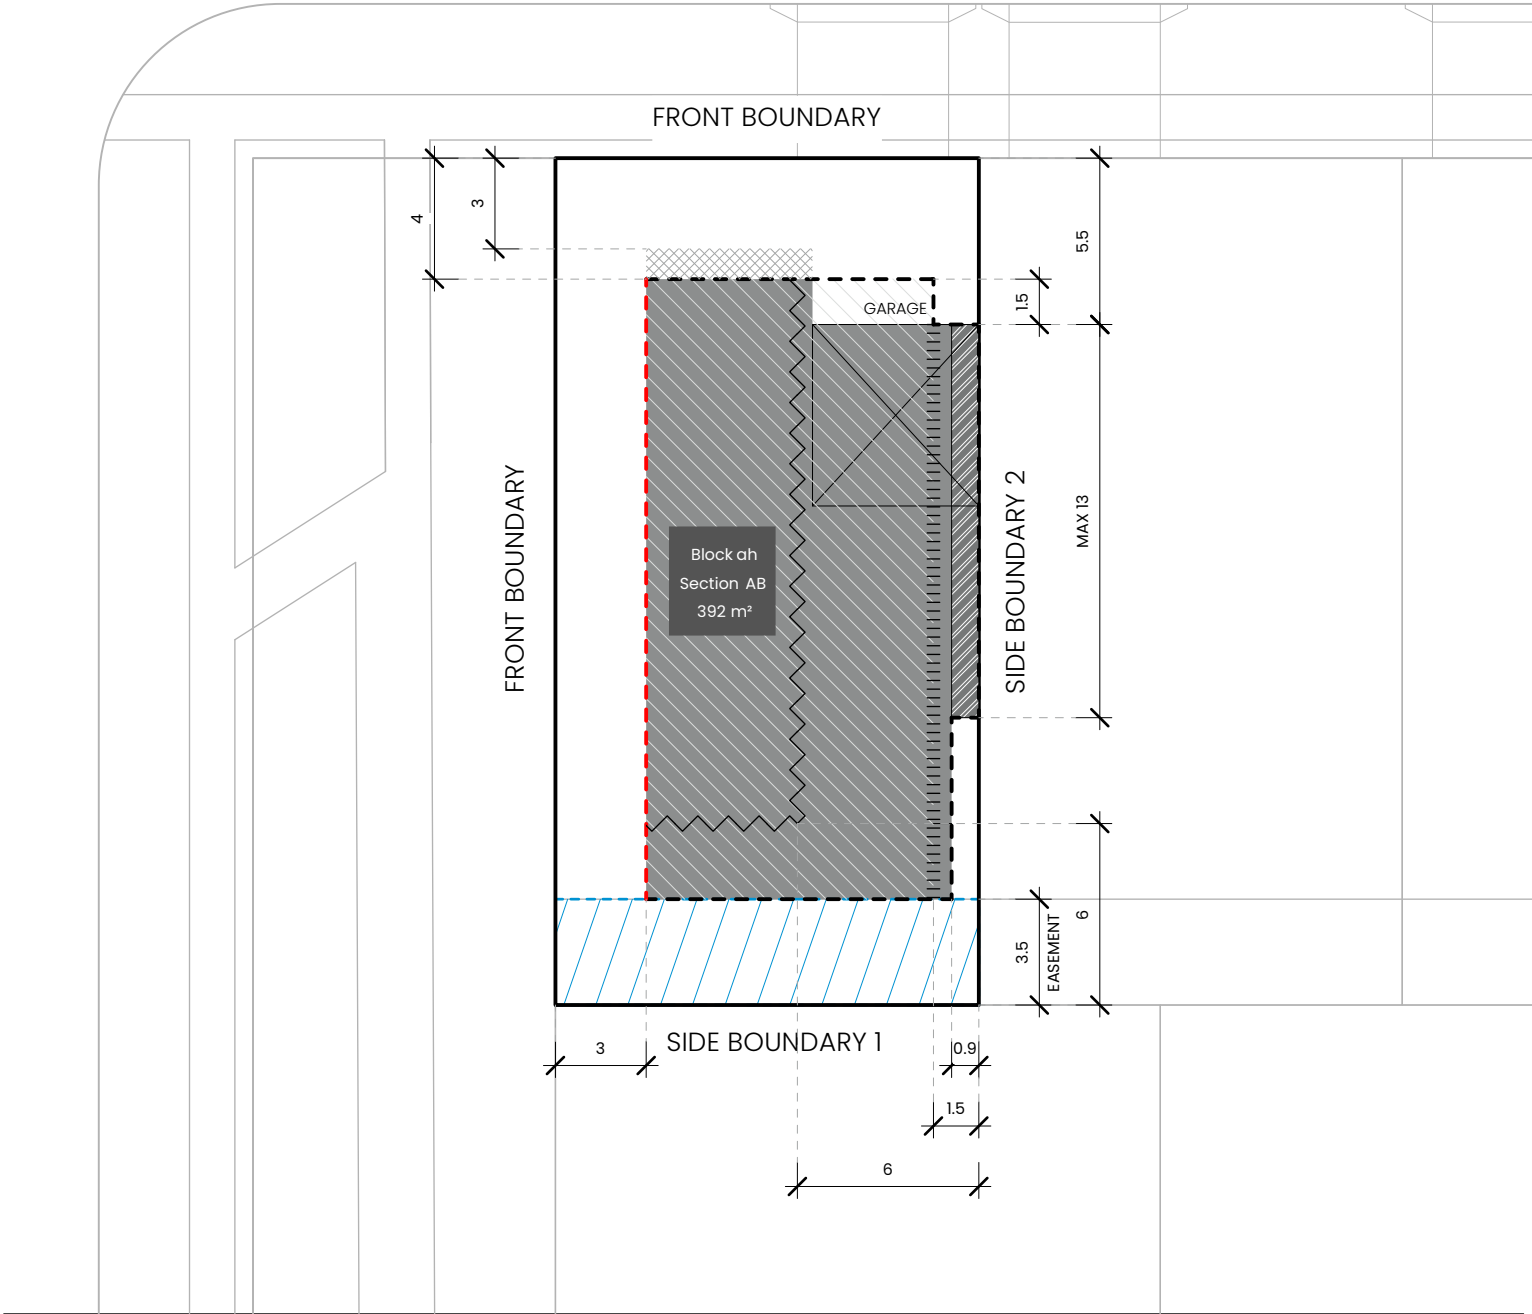 FRONT BOUNDARY
4
3
5.5
1.5
GARAGE
FRONT BOUNDARY
Block ah
Section AB
392 m²
SIDE BOUNDARY 2
MAX 13
3.5
EASEMENT
6
SIDE BOUNDARY 1
3
0.9
1.5
6